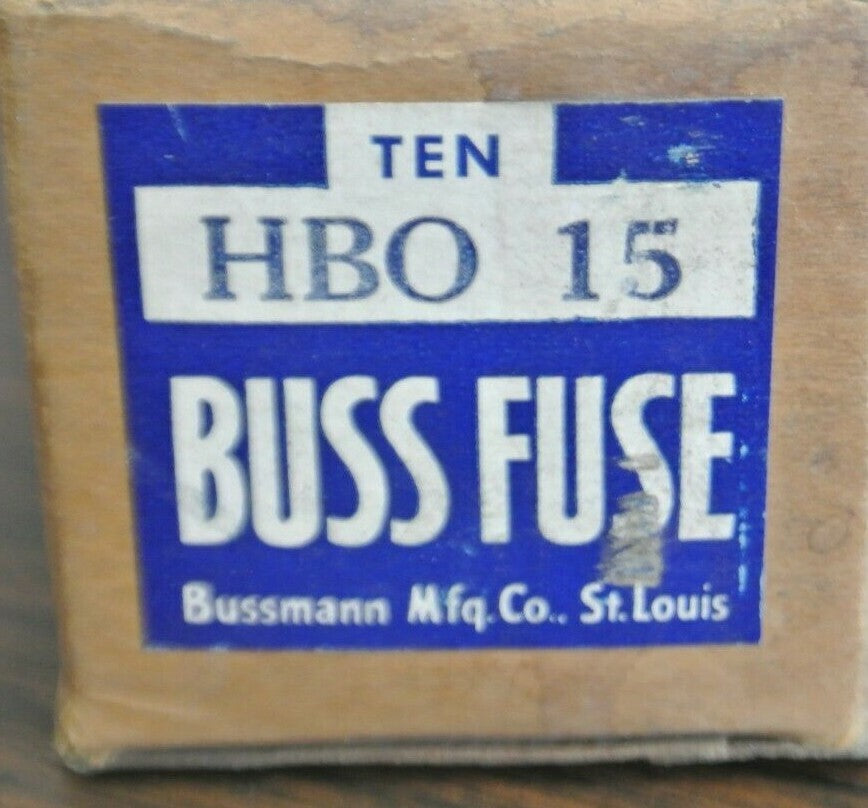 TEN
HBO 15
BUSS FUSE
Bussmann Mfg. Co., St. Louis